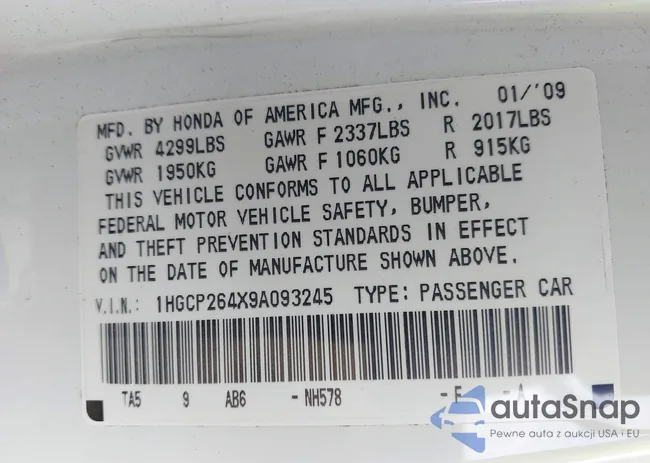 MFD. BY HONDA OF AMERICA MFG., INC. 01/'09
GVWR 4299LBS GAWR F 2337LBS R 2017LBS
GVWR 1950KG GAWR F 1060KG R 915KG
THIS VEHICLE CONFORMS TO ALL APPLICABLE
FEDERAL MOTOR VEHICLE SAFETY, BUMPER,
AND THEFT PREVENTION STANDARDS IN EFFECT
ON THE DATE OF MANUFACTURE SHOWN ABOVE.
V.I.N.: 1HGCP264X9A093245 TYPE: PASSENGER CAR
TA5 9 AB6 -NH578 -E -A
autaSnap
Pewne auta z aukcji USA i EU